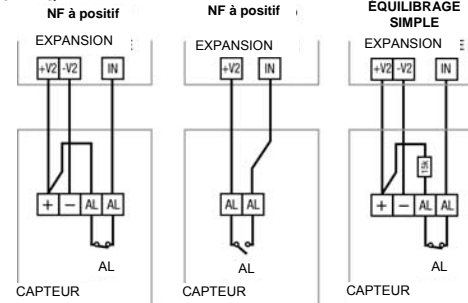 NF à positif
EXPANSION
+V2 -V2 IN
+ − AL AL
AL
CAPTEUR
NF à positif
EXPANSION
+V2 IN
AL AL
AL
CAPTEUR
ÉQUILIBRAGE
SIMPLE
EXPANSION
+V2 -V2 IN
15k
+ − AL AL
AL
CAPTEUR